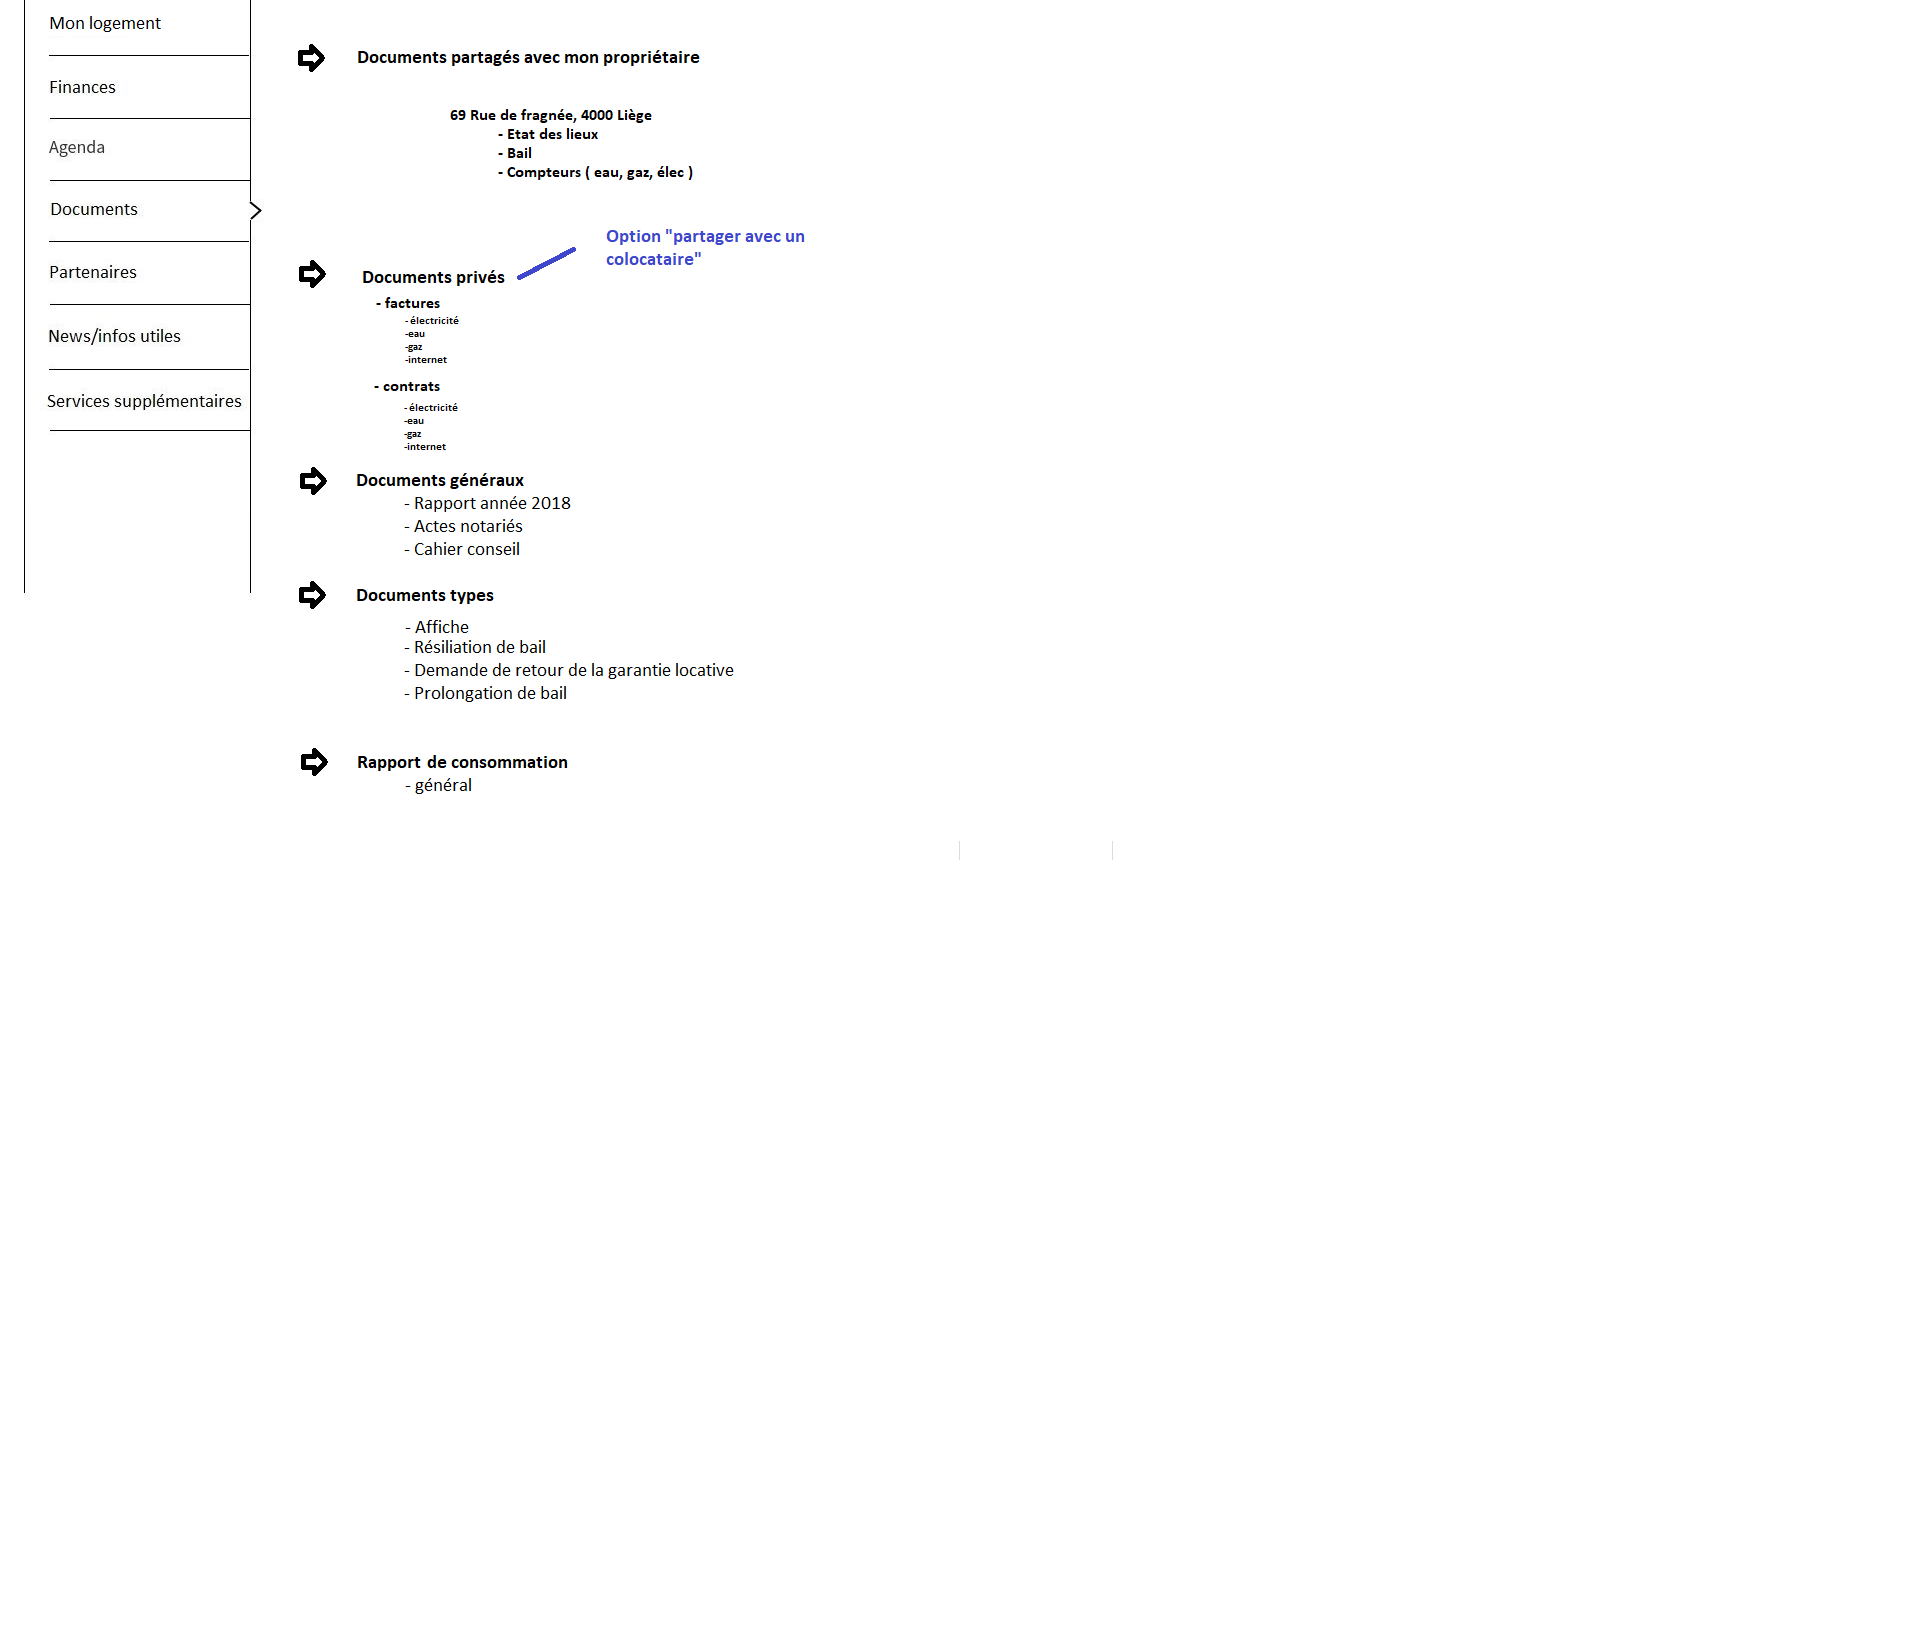 Mon logement
Finances
Agenda
Documents
Partenaires
News/infos utiles
Services supplémentaires
Documents partagés avec mon propriétaire
69 Rue de fragnée, 4000 Liège
- Etat des lieux
- Bail
- Compteurs ( eau, gaz, élec )
Option "partager avec un
colocataire"
Documents privés
- factures
- électricité
-eau
-gaz
-internet
- contrats
- électricité
-eau
-gaz
-internet
Documents généraux
- Rapport année 2018
- Actes notariés
- Cahier conseil
Documents types
- Affiche
- Résiliation de bail
- Demande de retour de la garantie locative
- Prolongation de bail
Rapport de consommation
- général